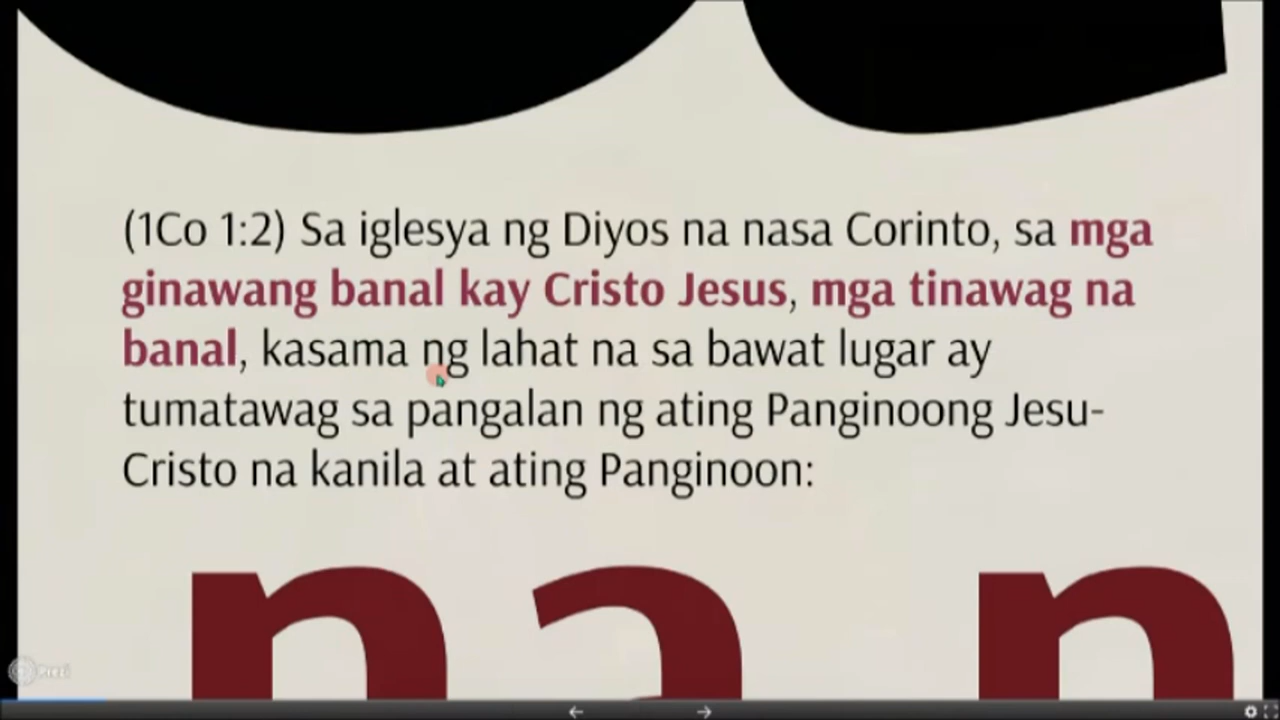 (1Co 1:2) Sa iglesya ng Diyos na nasa Corinto, sa mga
ginawang banal kay Cristo Jesus, mga tinawag na
banal, kasama ng lahat na sa bawat lugar ay
tumatawag sa pangalan ng ating Panginoong Jesu-
Cristo na kanila at ating Panginoon:
na n
Prezi